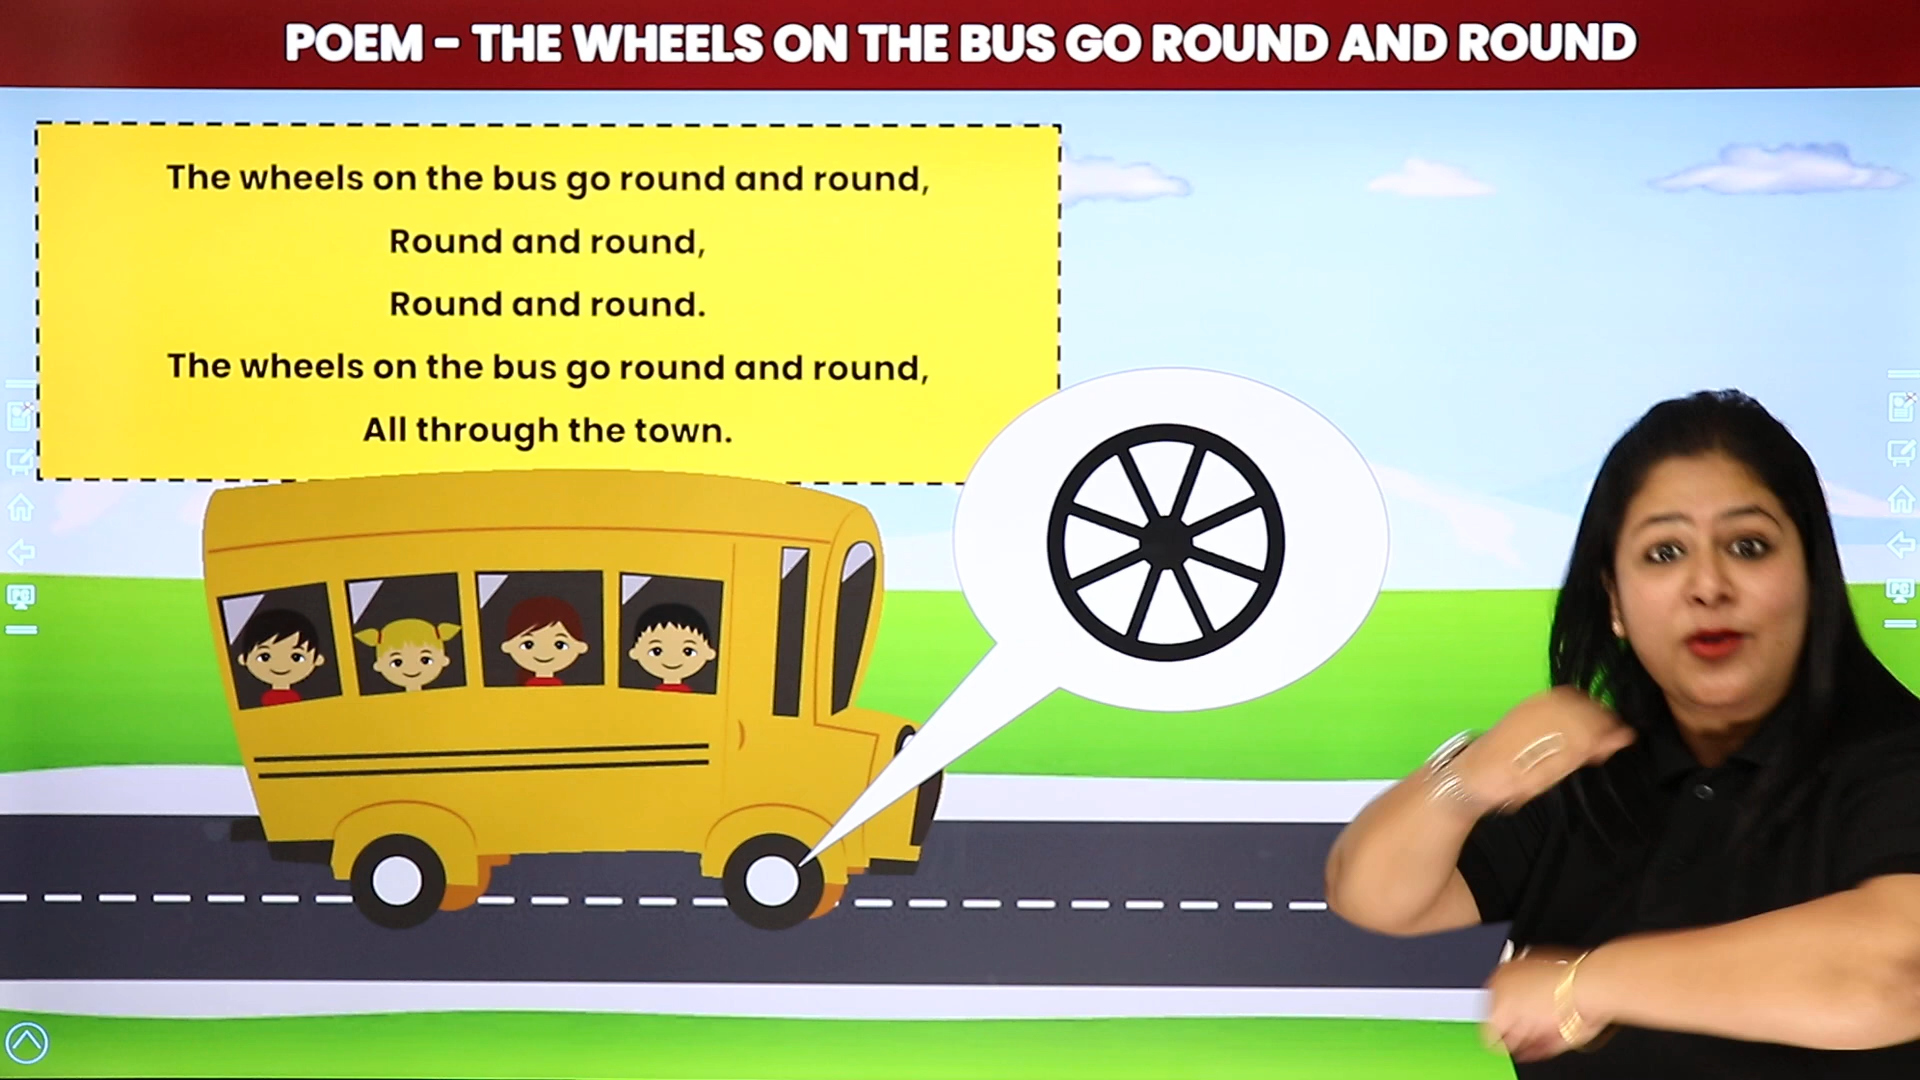 POEM - THE WHEELS ON THE BUS GO ROUND AND ROUND
The wheels on the bus go round and round,
Round and round,
Round and round.
The wheels on the bus go round and round,
All through the town.